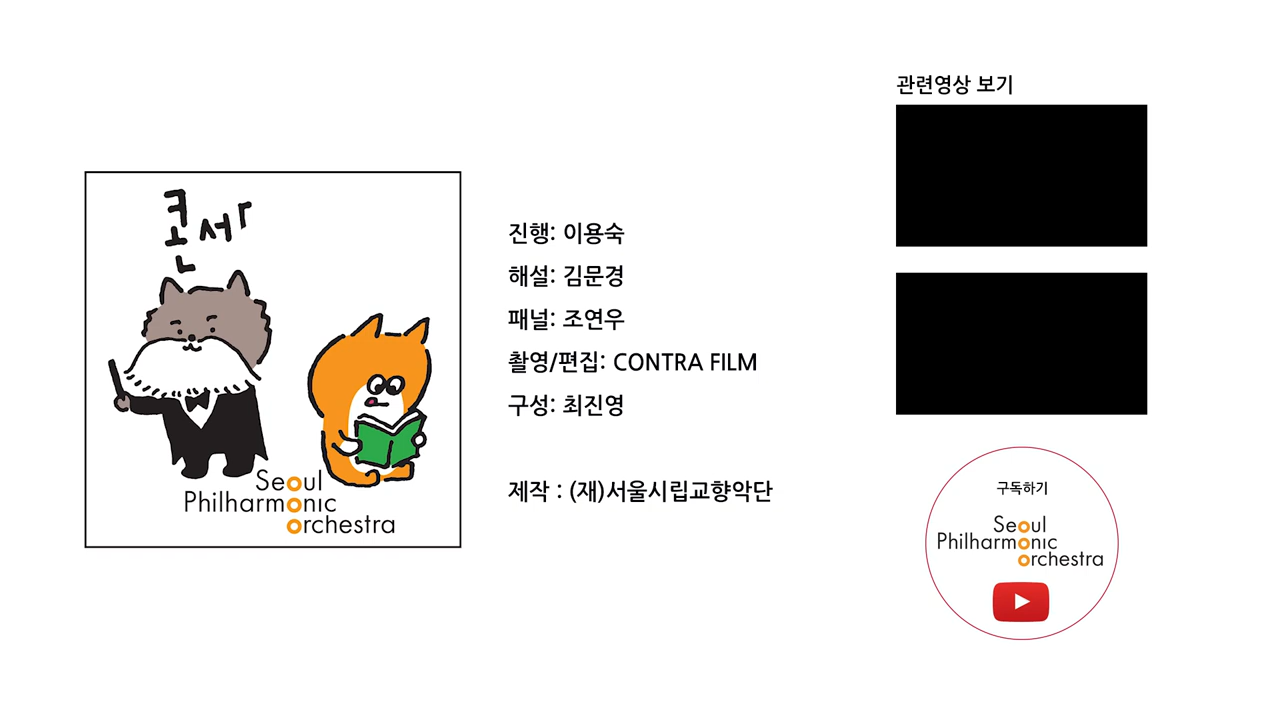 콘서
Seoul
Philharmonic
orchestra
진행: 이용숙
해설: 김문경
패널: 조연우
촬영/편집: CONTRA FILM
구성: 최진영
제작 : (재)서울시립교향악단
관련영상 보기
구독하기
Seoul
Philharmonic
orchestra